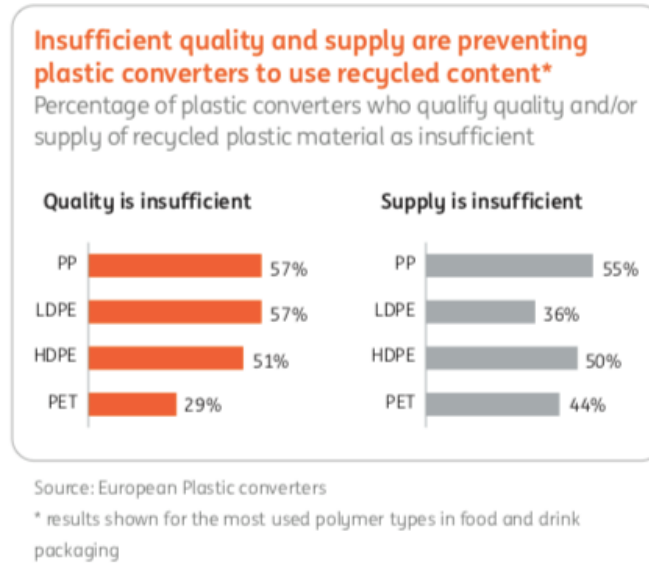 Insufficient quality and supply are preventing
plastic converters to use recycled content*
Percentage of plastic converters who qualify quality and/or
supply of recycled plastic material as insufficient
Quality is insufficient
PP 57%
LDPE 57%
HDPE 51%
PET 29%
Supply is insufficient
PP 55%
LDPE 36%
HDPE 50%
PET 44%
Source: European Plastic converters
* results shown for the most used polymer types in food and drink
packaging